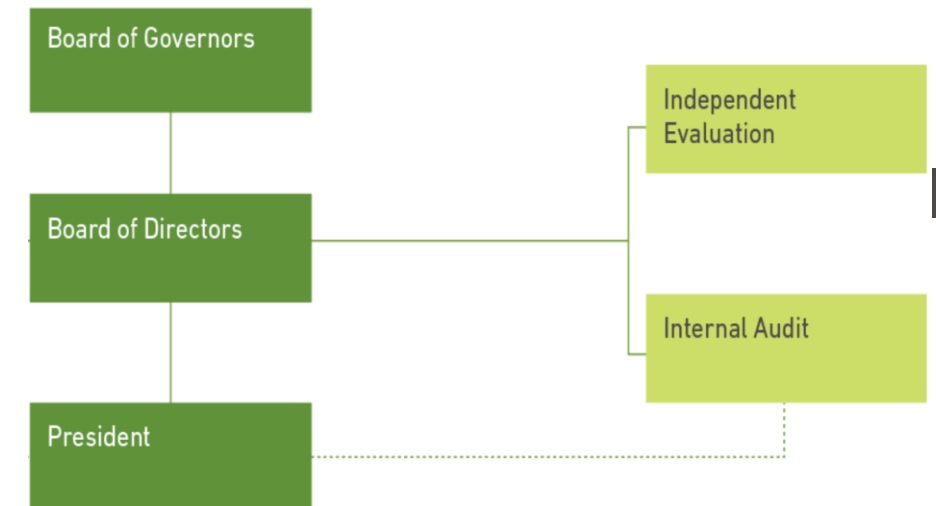 Board of Governors
Independent
Evaluation
Board of Directors
Internal Audit
President